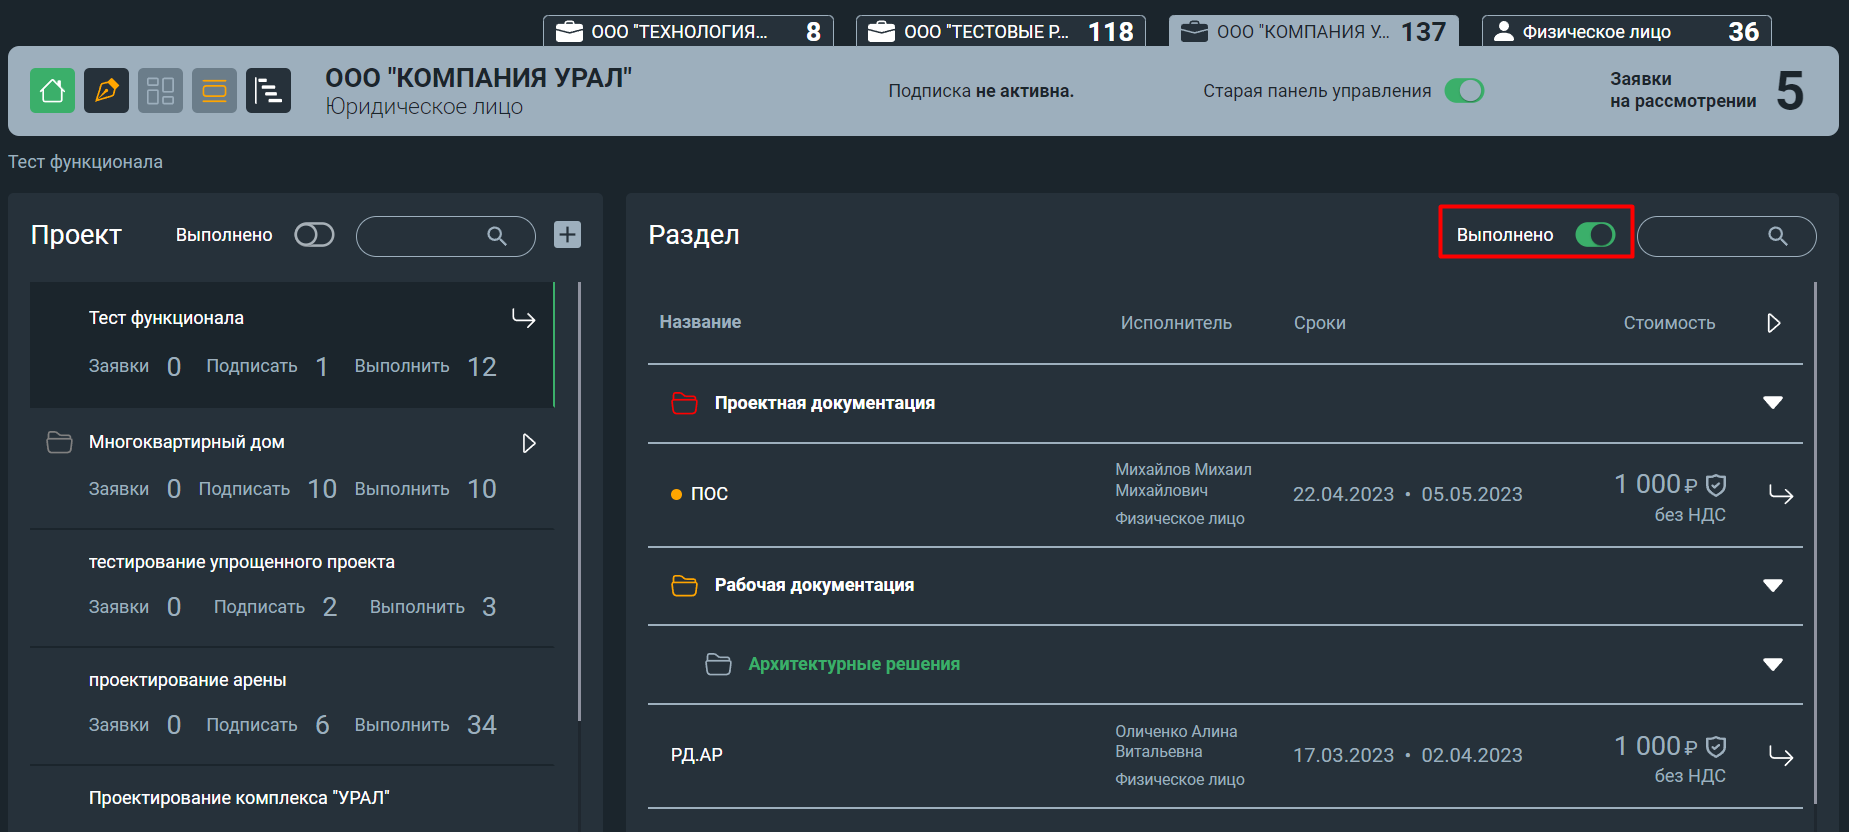 ООО "ТЕХНОЛОГИЯ... 8
ООО "ТЕСТОВЫЕ Р... 118
ООО "КОМПАНИЯ У... 137
Физическое лицо 36
ООО "КОМПАНИЯ УРАЛ"
Юридическое лицо
Подписка не активна.
Старая панель управления
Заявки
на рассмотрении
5
Тест функционала
Проект
Выполнено
Тест функционала
Заявки 0 Подписать 1 Выполнить 12
Многоквартирный дом
Заявки 0 Подписать 10 Выполнить 10
тестирование упрощенного проекта
Заявки 0 Подписать 2 Выполнить 3
проектирование арены
Заявки 0 Подписать 6 Выполнить 34
Проектирование комплекса "УРАЛ"
Раздел
Выполнено
Название Исполнитель Сроки Стоимость
Проектная документация
ПОС
Михайлов Михаил
Михайлович
Физическое лицо
22.04.2023 • 05.05.2023
1 000 ₽
без НДС
Рабочая документация
Архитектурные решения
РД.АР
Оличенко Алина
Витальевна
Физическое лицо
17.03.2023 • 02.04.2023
1 000 ₽
без НДС